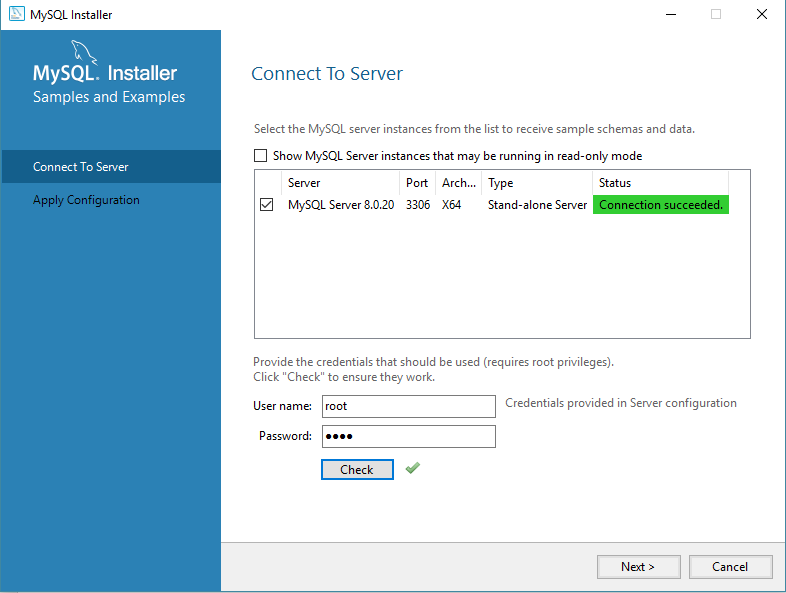 MySQL Installer
MySQL. Installer
Samples and Examples
Connect To Server
Apply Configuration
Connect To Server
Select the MySQL server instances from the list to receive sample schemas and data.
Show MySQL Server instances that may be running in read-only mode
Server Port Arch... Type Status
MySQL Server 8.0.20 3306 X64 Stand-alone Server Connection succeeded.
Provide the credentials that should be used (requires root privileges).
Click "Check" to ensure they work.
User name: root Credentials provided in Server configuration
Password: ●●●●
Check
Next > Cancel